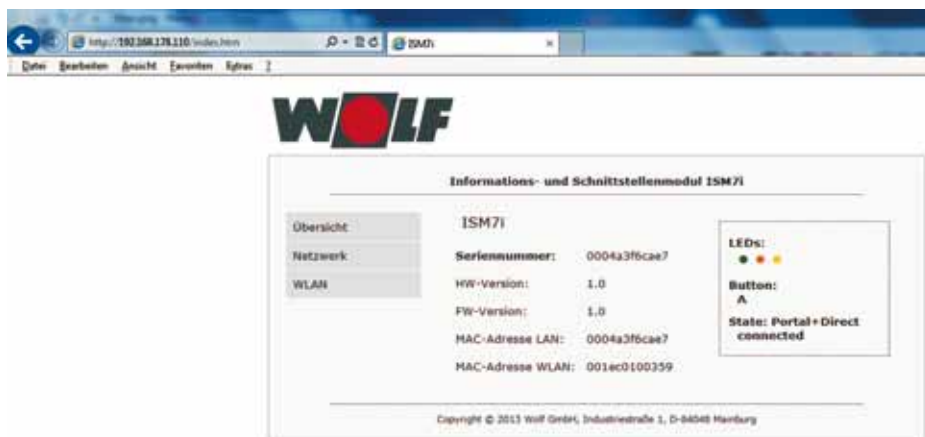 http://192.168.178.110/index.htm
ISM7i
Datei Bearbeiten Ansicht Favoriten Extras ?
WOLF
Informations- und Schnittstellenmodul ISM7i
Übersicht
Netzwerk
WLAN
ISM7i
Seriennummer: 0004a3f6cae7
HW-Version: 1.0
FW-Version: 1.0
MAC-Adresse LAN: 0004a3f6cae7
MAC-Adresse WLAN: 001ec0100359
LEDs:
Button:
A
State: Portal+Direct
connected
Copyright © 2013 Wolf GmbH, Industriestraße 1, D-84048 Mainburg